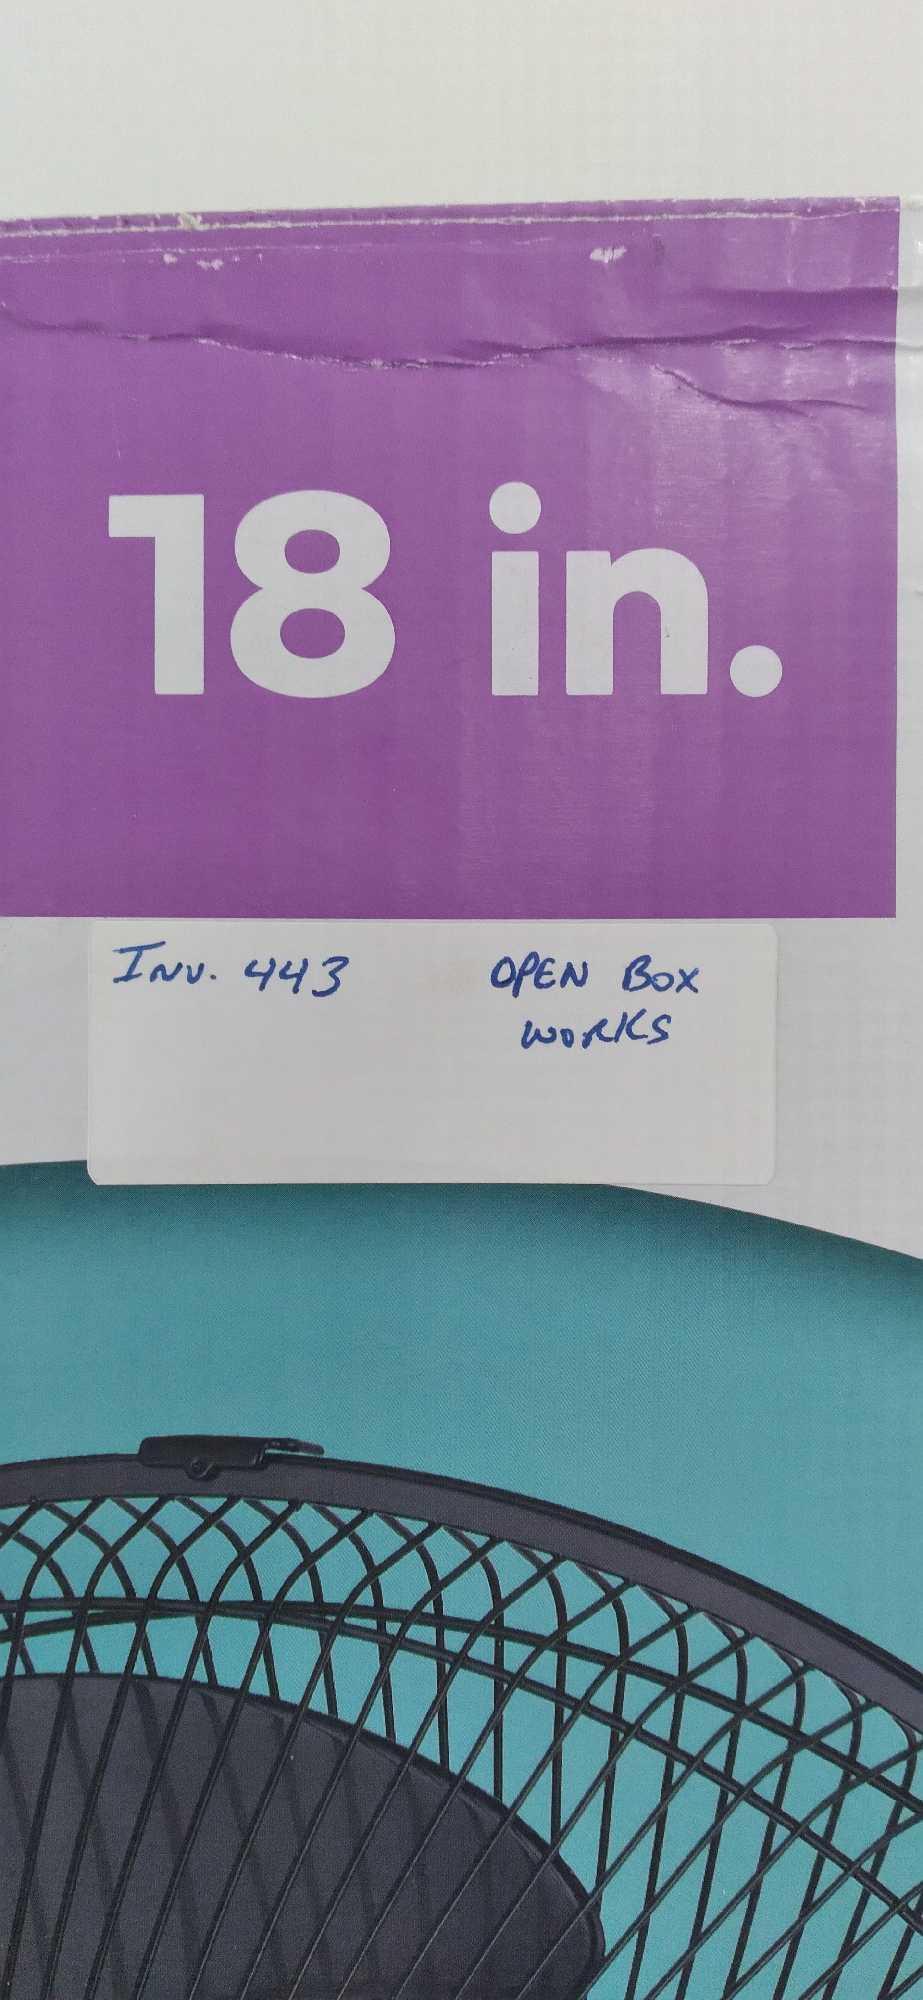 18 in.
INV. 443 OPEN BOX
WORKS